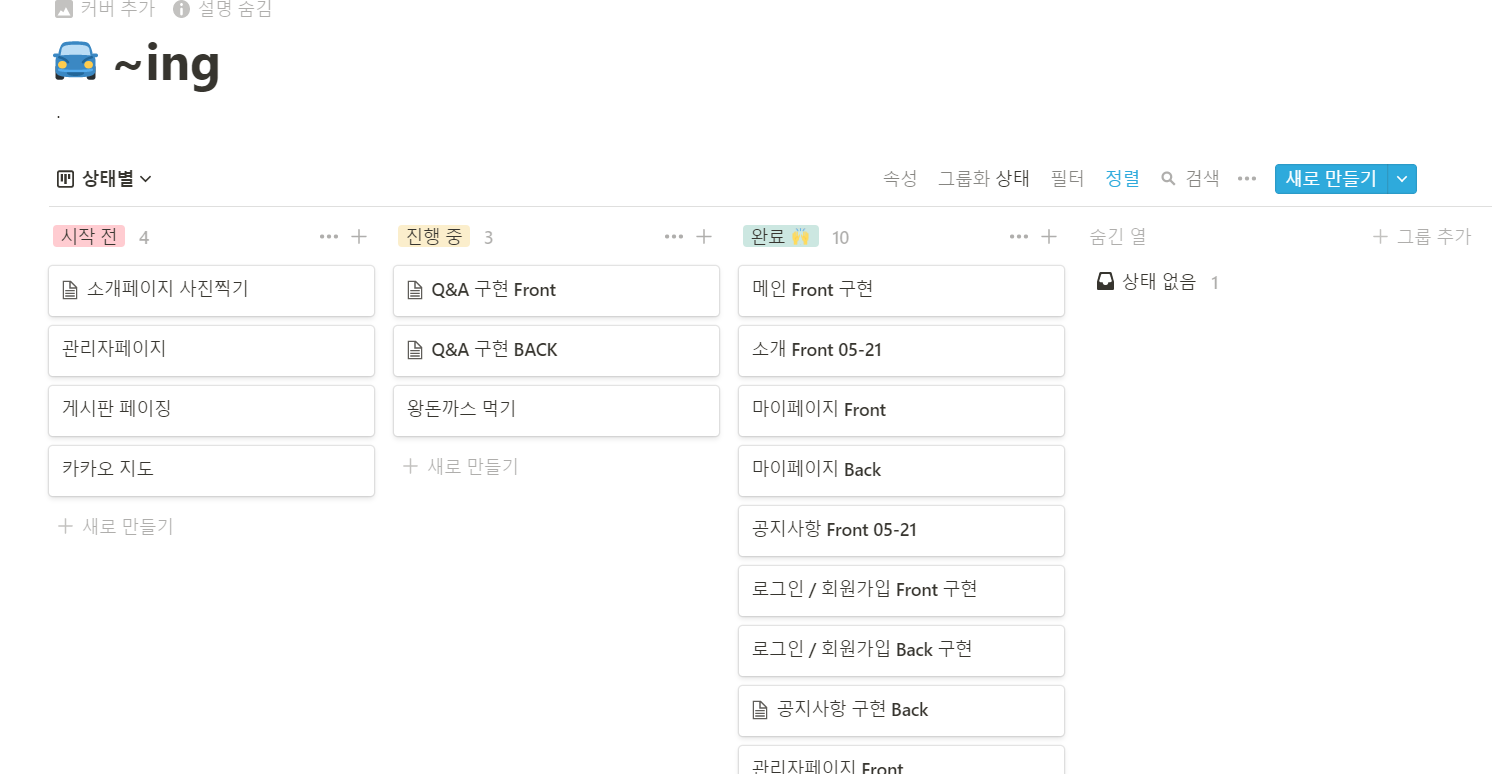 커버 추가 설명 숨김
~ing
.
상태별 속성 그룹화 상태 필터 정렬 검색 새로 만들기
시작 전 4
소개페이지 사진찍기
관리자페이지
게시판 페이징
카카오 지도
새로 만들기
진행 중 3
Q&A 구현 Front
Q&A 구현 BACK
왕돈까스 먹기
새로 만들기
완료 🙌 10
메인 Front 구현
소개 Front 05-21
마이페이지 Front
마이페이지 Back
공지사항 Front 05-21
로그인 / 회원가입 Front 구현
로그인 / 회원가입 Back 구현
공지사항 구현 Back
관리자페이지 Front
숨긴 열
상태 없음 1
그룹 추가